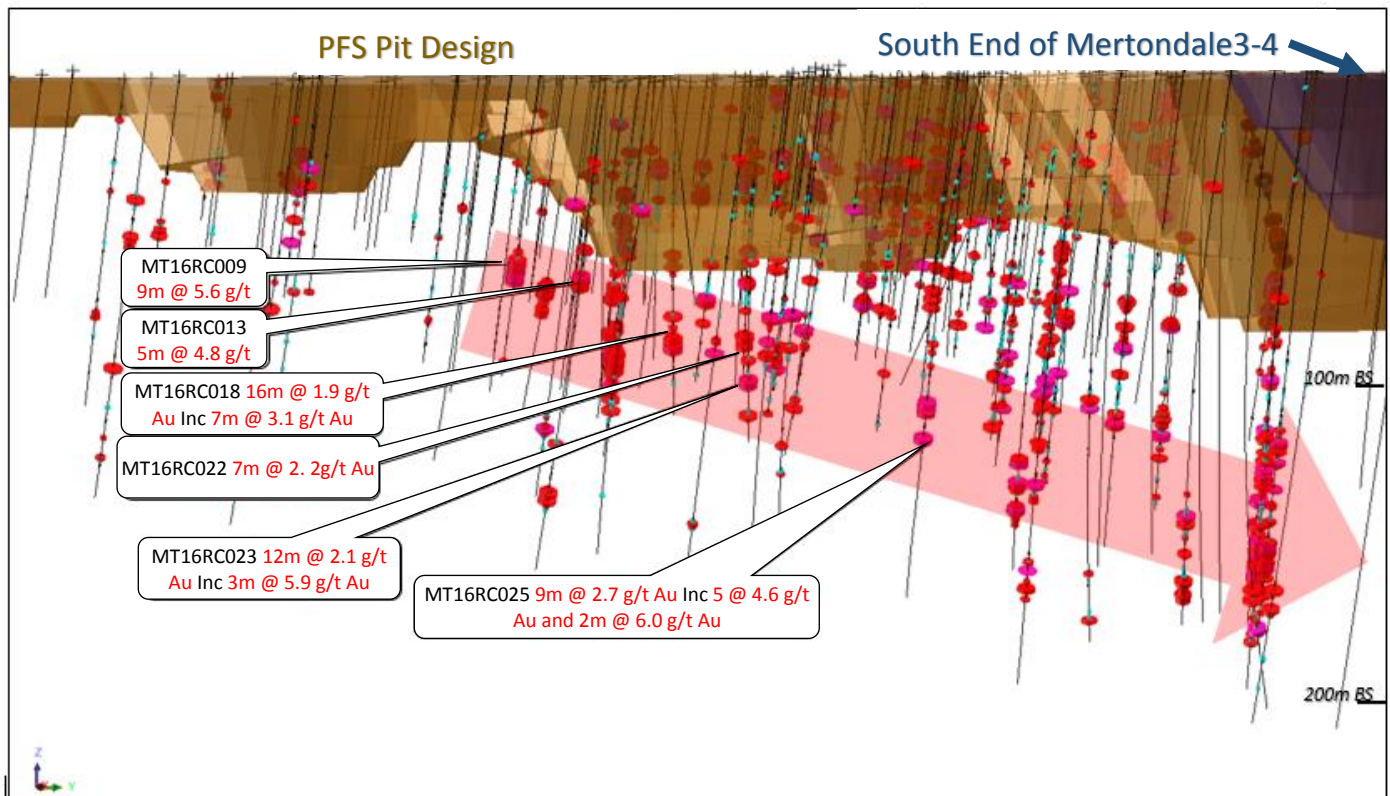 PFS Pit Design
South End of Mertondale3-4
MT16RC009
9m @ 5.6 g/t
MT16RC013
5m @ 4.8 g/t
MT16RC018 16m @ 1.9 g/t
Au Inc 7m @ 3.1 g/t Au
MT16RC022 7m @ 2. 2g/t Au
MT16RC023 12m @ 2.1 g/t
Au Inc 3m @ 5.9 g/t Au
MT16RC025 9m @ 2.7 g/t Au Inc 5 @ 4.6 g/t
Au and 2m @ 6.0 g/t Au
100m BS
200m BS
Z
Y